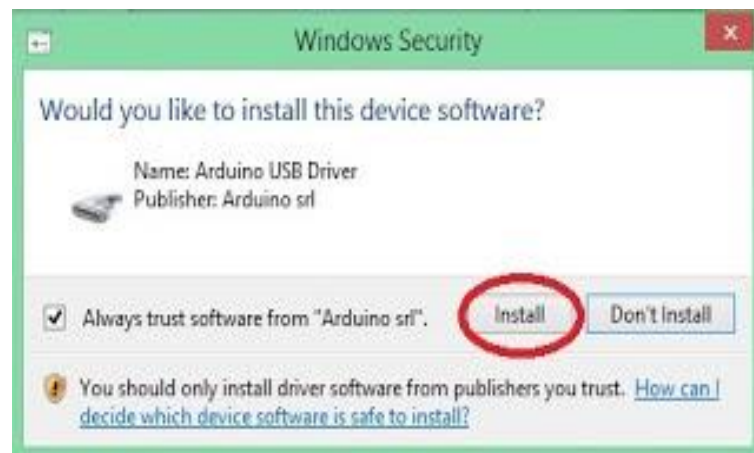 Windows Security
x
Would you like to install this device software?
Name: Arduino USB Driver
Publisher: Arduino srl
Always trust software from "Arduino srl".
Install
Don't Install
You should only install driver software from publishers you trust. How can I
decide which device software is safe to install?